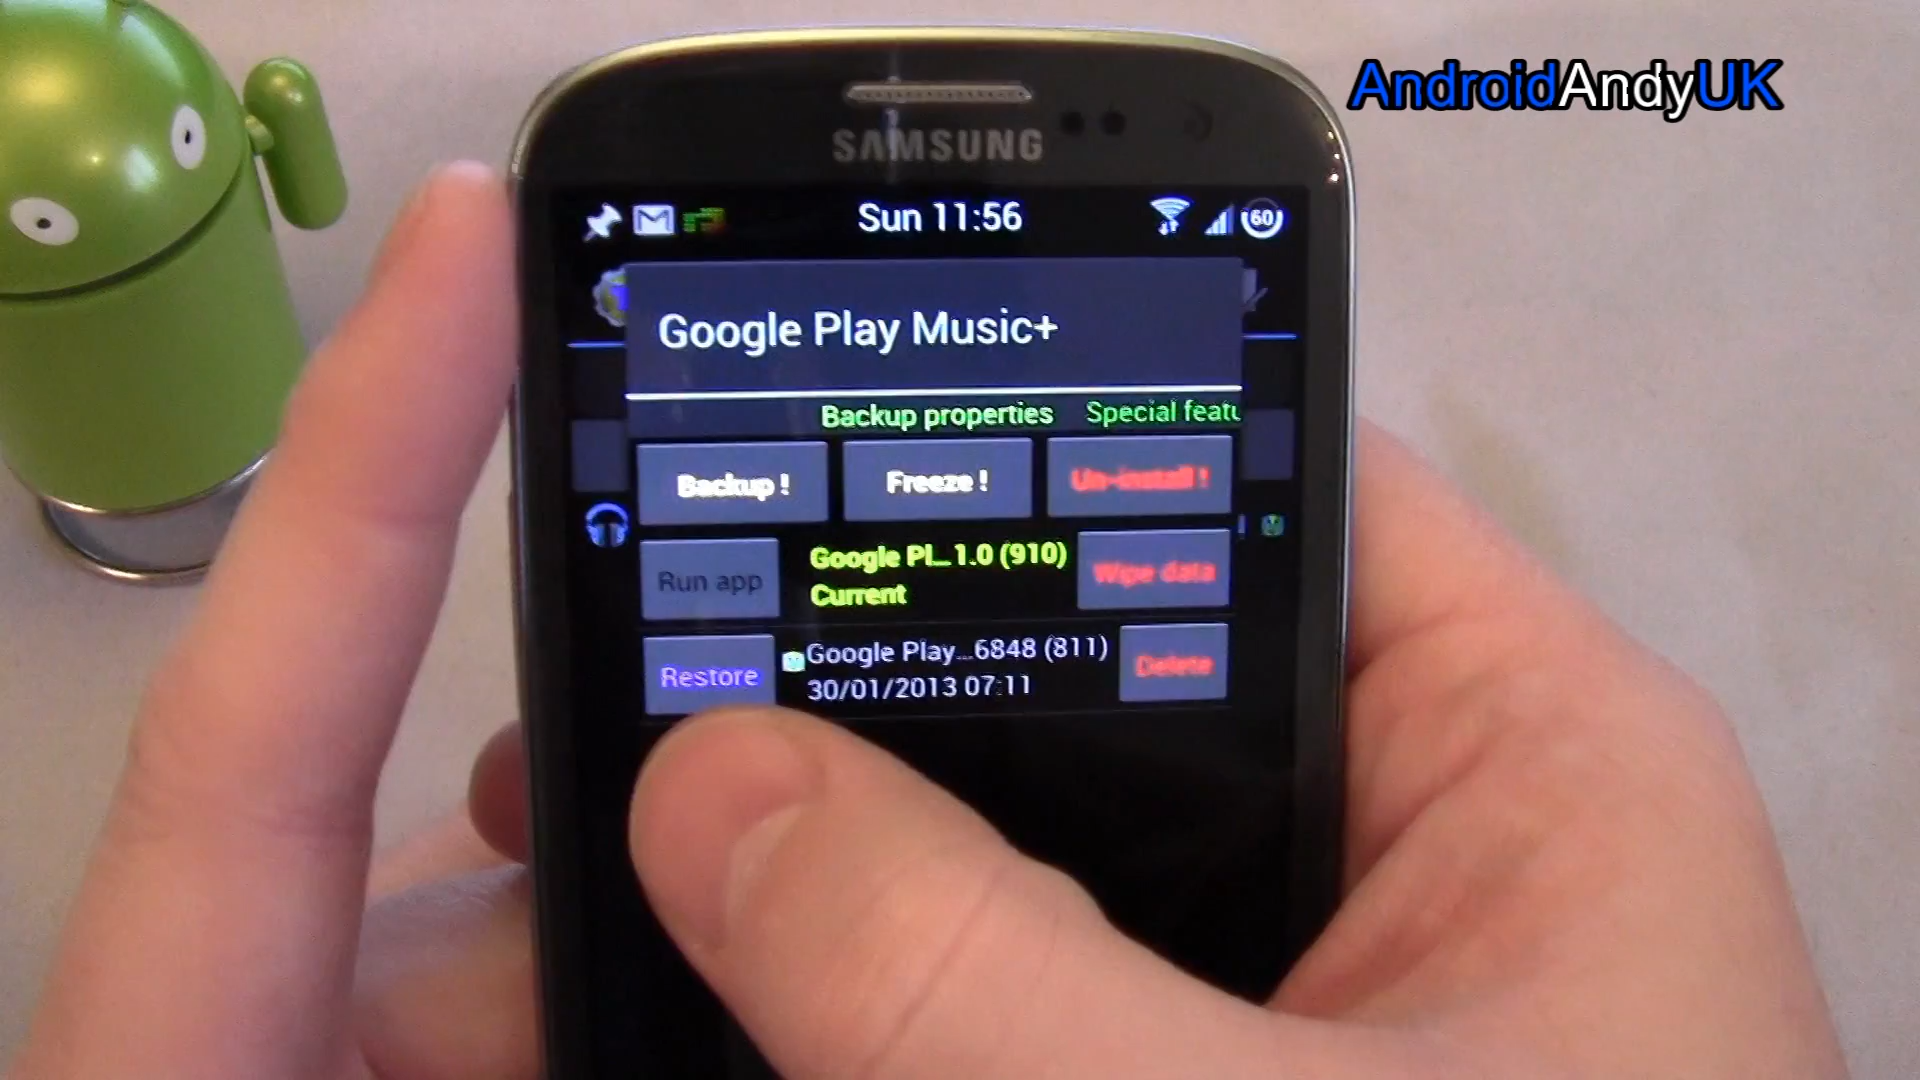 AndroidAndyUK
SAMSUNG
Sun 11:56
60
Google Play Music+
Backup properties
Special featu
Backup !
Freeze !
Un-install !
Run app
Google Pl...1.0 (910)
Current
Wipe data
Restore
Google Play...6848 (811)
30/01/2013 07:11
Delete